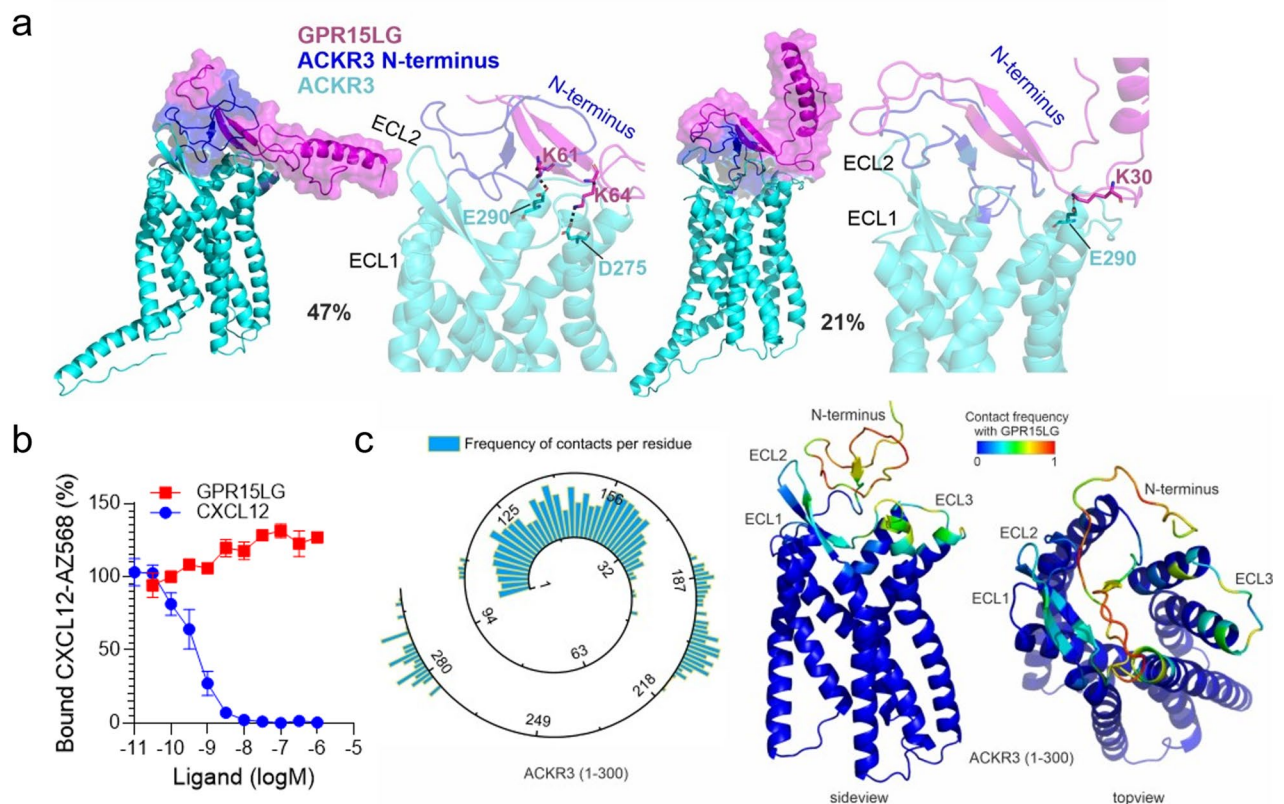 a
GPR15LG
ACKR3 N-terminus
ACKR3
ECL2
ECL1
N-terminus
K61
K64
E290
D275
47%
N-terminus
ECL2
ECL1
K30
E290
21%
b
GPR15LG
CXCL12
Bound CXCL12-AZ568 (%)
150
100
50
0
-11 -10 -9 -8 -7 -6 -5
Ligand (logM)
c
Frequency of contacts per residue
1
32
63
94
125
156
187
218
249
280
ACKR3 (1-300)
N-terminus
ECL2
ECL1
ECL3
sideview
Contact frequency
with GPR15LG
0 1
N-terminus
ECL2
ECL1
ECL3
ACKR3 (1-300)
topview